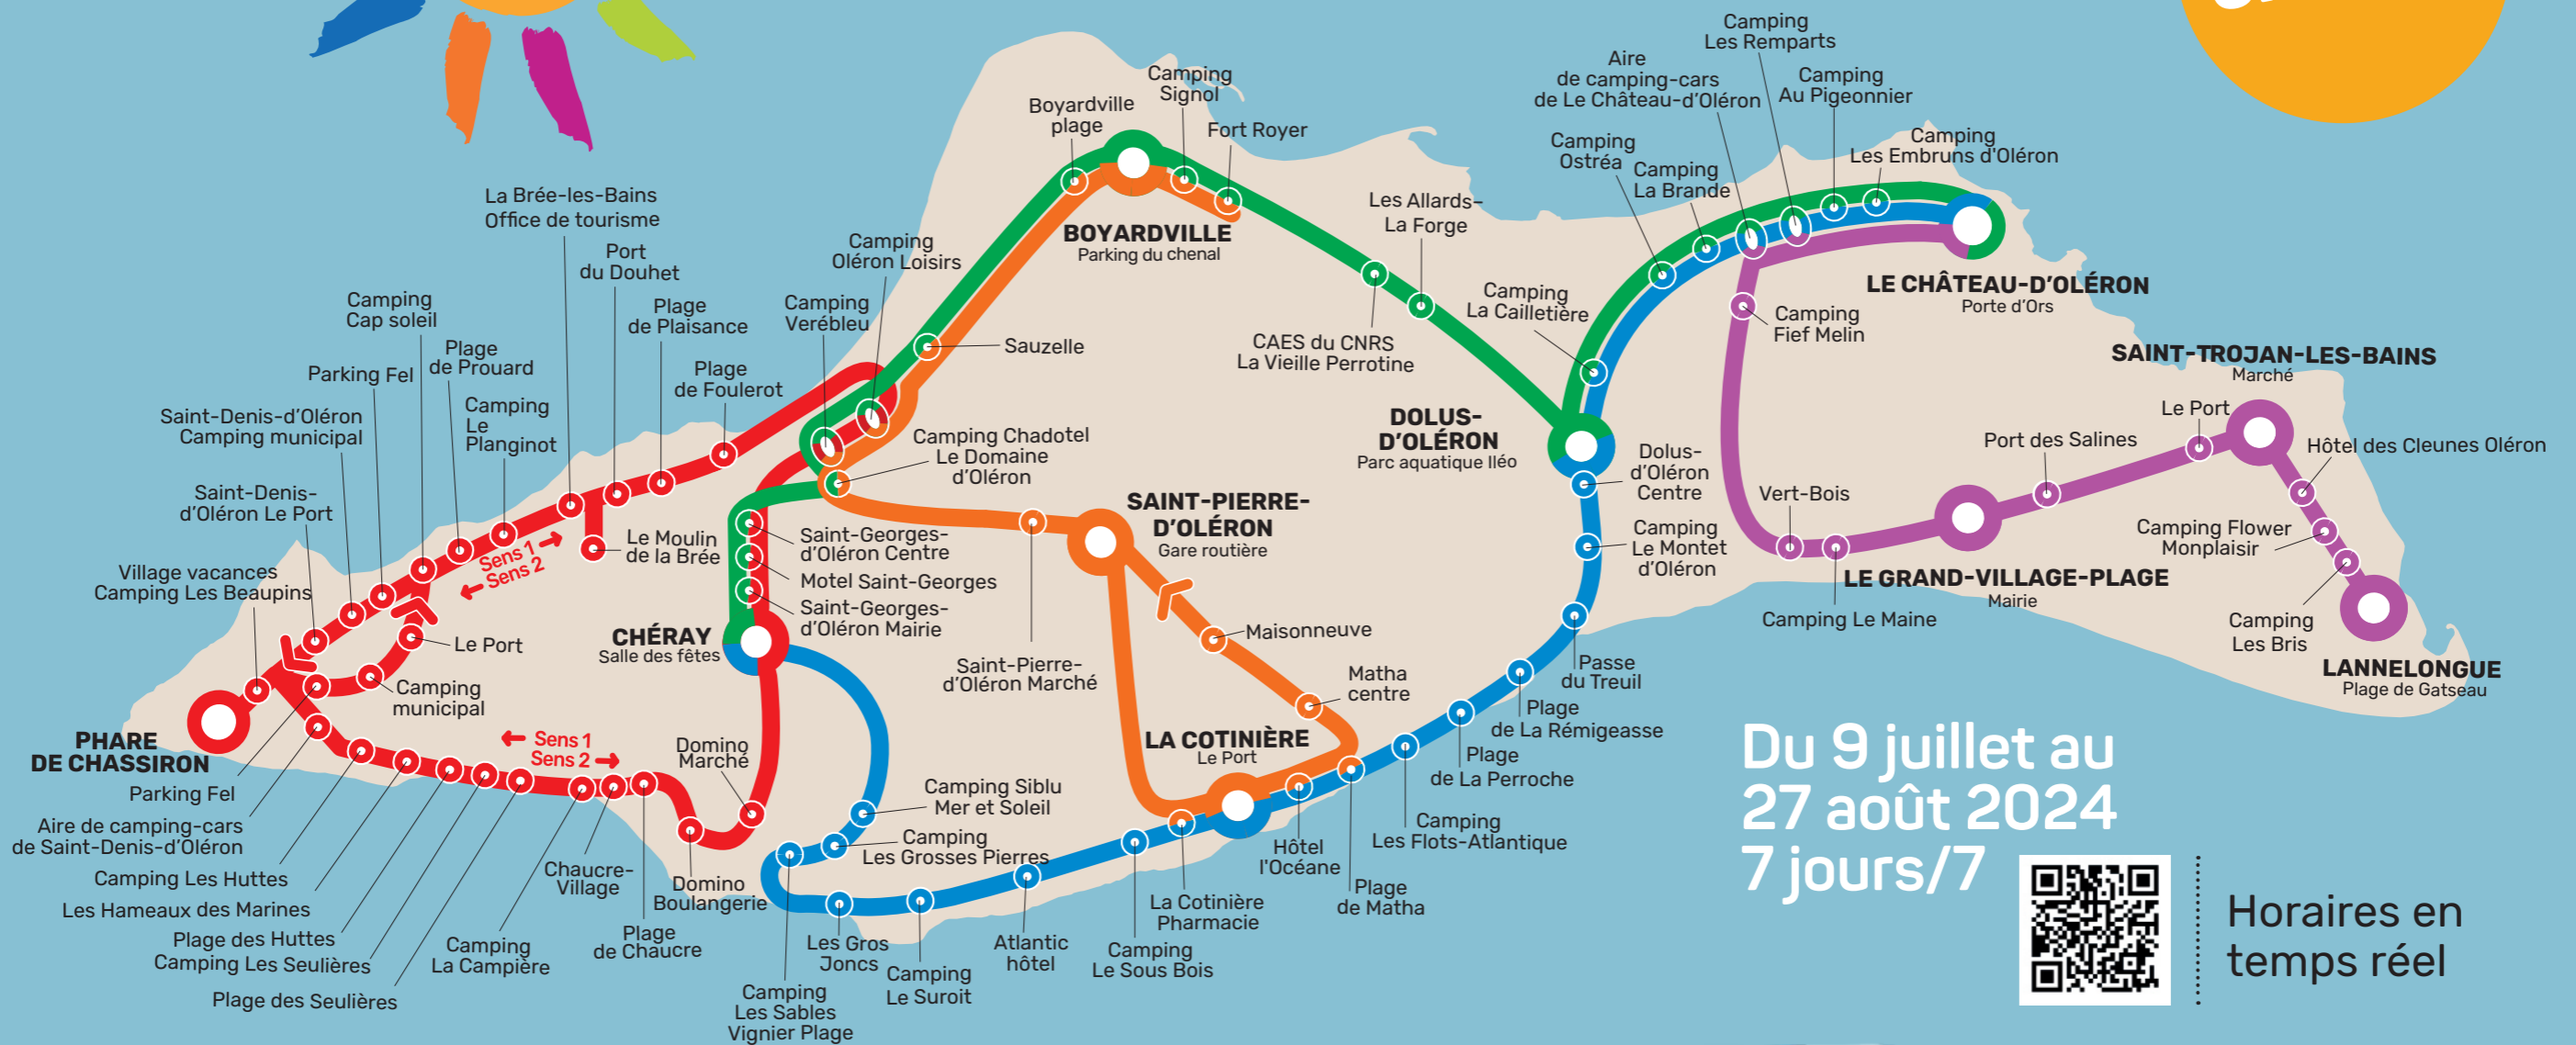 Camping
Les Remparts
Aire
de camping-cars
de Le Château-d'Oléron
Camping
Au Pigeonnier
Camping
Signol
Boyardville
plage
Fort Royer
Camping
Ostréa
Camping
La Brande
Camping
Les Embruns d'Oléron
La Brée-les-Bains
Office de tourisme
Les Allards-
La Forge
BOYARDVILLE
Parking du chenal
Port
du Douhet
Camping
Oléron Loisirs
LE CHÂTEAU-D'OLÉRON
Porte d'Ors
Camping
Cap soleil
Plage
de Plaisance
Camping
Verébleu
Camping
La Cailletière
Camping
Fief Melin
Sauzelle
CAES du CNRS
La Vieille Perrotine
SAINT-TROJAN-LES-BAINS
Marché
Plage
de Prouard
Parking Fel
Plage
de Foulerot
Camping
Le
Planginot
Saint-Denis-d'Oléron
Camping municipal
Camping Chadotel
Le Domaine
d'Oléron
DOLUS-
D'OLÉRON
Parc aquatique Iléo
Le Port
Port des Salines
Hôtel des Cleunes Oléron
Dolus-
d'Oléron
Centre
Saint-Denis-
d'Oléron Le Port
SAINT-PIERRE-
D'OLÉRON
Gare routière
Vert-Bois
Le Moulin
de la Brée
Saint-Georges-
d'Oléron Centre
Camping
Le Montet
d'Oléron
Camping Flower
Monplaisir
Sens 1
Sens 2
Village vacances
Camping Les Beaupins
Motel Saint-Georges
Saint-Georges-
d'Oléron Mairie
LE GRAND-VILLAGE-PLAGE
Mairie
Camping Le Maine
Camping
Les Bris
CHÉRAY
Salle des fêtes
Le Port
Maisonneuve
Saint-Pierre-
d'Oléron Marché
Matha
centre
Passe
du Treuil
LANNELONGUE
Plage de Gatseau
Camping
municipal
Plage
de La Rémigeasse
PHARE
DE CHASSIRON
Sens 1
Sens 2
Domino
Marché
LA COTINIÈRE
Le Port
Plage
de La Perroche
Du 9 juillet au
27 août 2024
7 jours/7
Parking Fel
Camping Siblu
Mer et Soleil
Aire de camping-cars
de Saint-Denis-d'Oléron
Camping
Les Grosses Pierres
Camping
Les Flots-Atlantique
Hôtel
l'Océane
Camping Les Huttes
Chaucre-
Village
Domino
Boulangerie
Plage
de Matha
Les Hameaux des Marines
La Cotinière
Pharmacie
Horaires en
temps réel
Plage des Huttes
Camping Les Seulières
Camping
La Campière
Plage
de Chaucre
Les Gros
Joncs
Atlantic
hôtel
Camping
Le Sous Bois
Camping
Le Suroit
Plage des Seulières
Camping
Les Sables
Vignier Plage